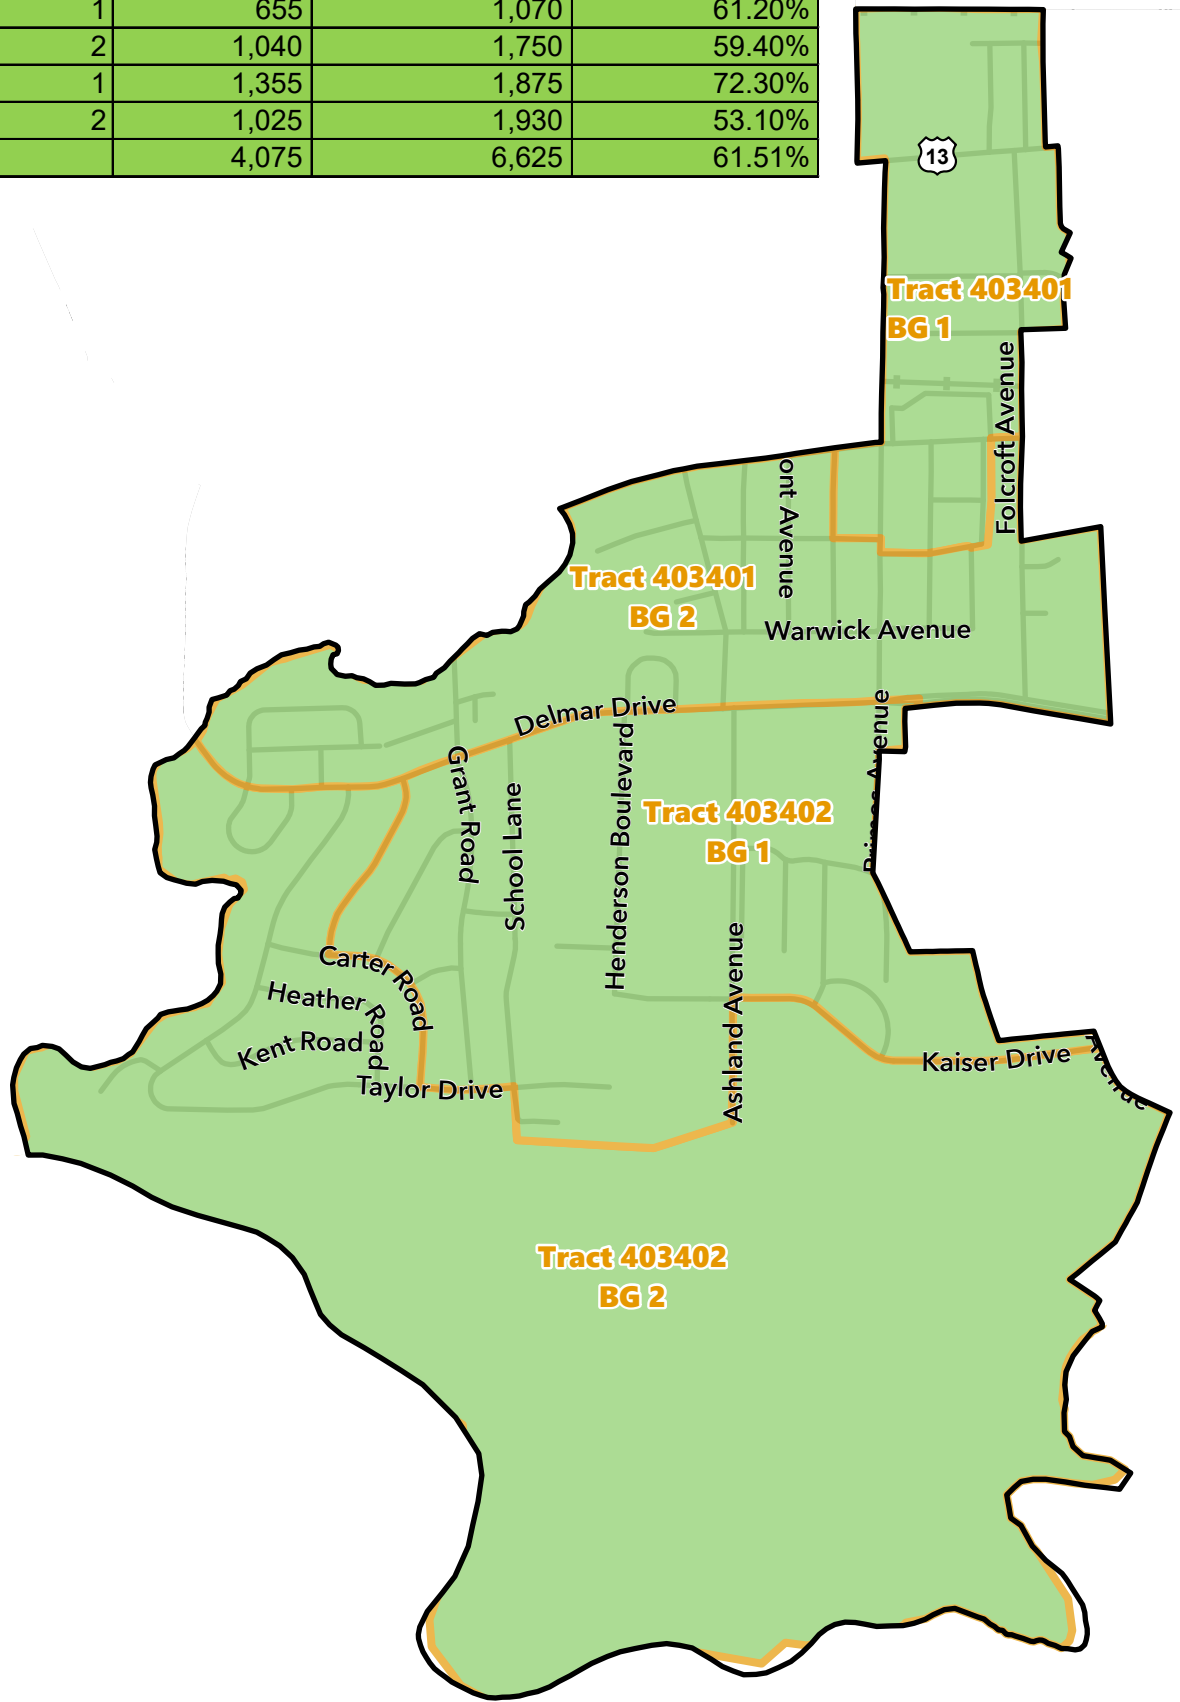 1 655 1,070 61.20%
2 1,040 1,750 59.40%
1 1,355 1,875 72.30%
2 1,025 1,930 53.10%
4,075 6,625 61.51%
13
Tract 403401
BG 1
Folcroft Avenue
ont Avenue
Tract 403401
BG 2
Warwick Avenue
Delmar Drive
Avenue
Grant Road
School Lane
Henderson Boulevard
Tract 403402
BG 1
Carter Road
Heather Road
Kent Road
Taylor Drive
Ashland Avenue
Kaiser Drive
Avenue
Tract 403402
BG 2